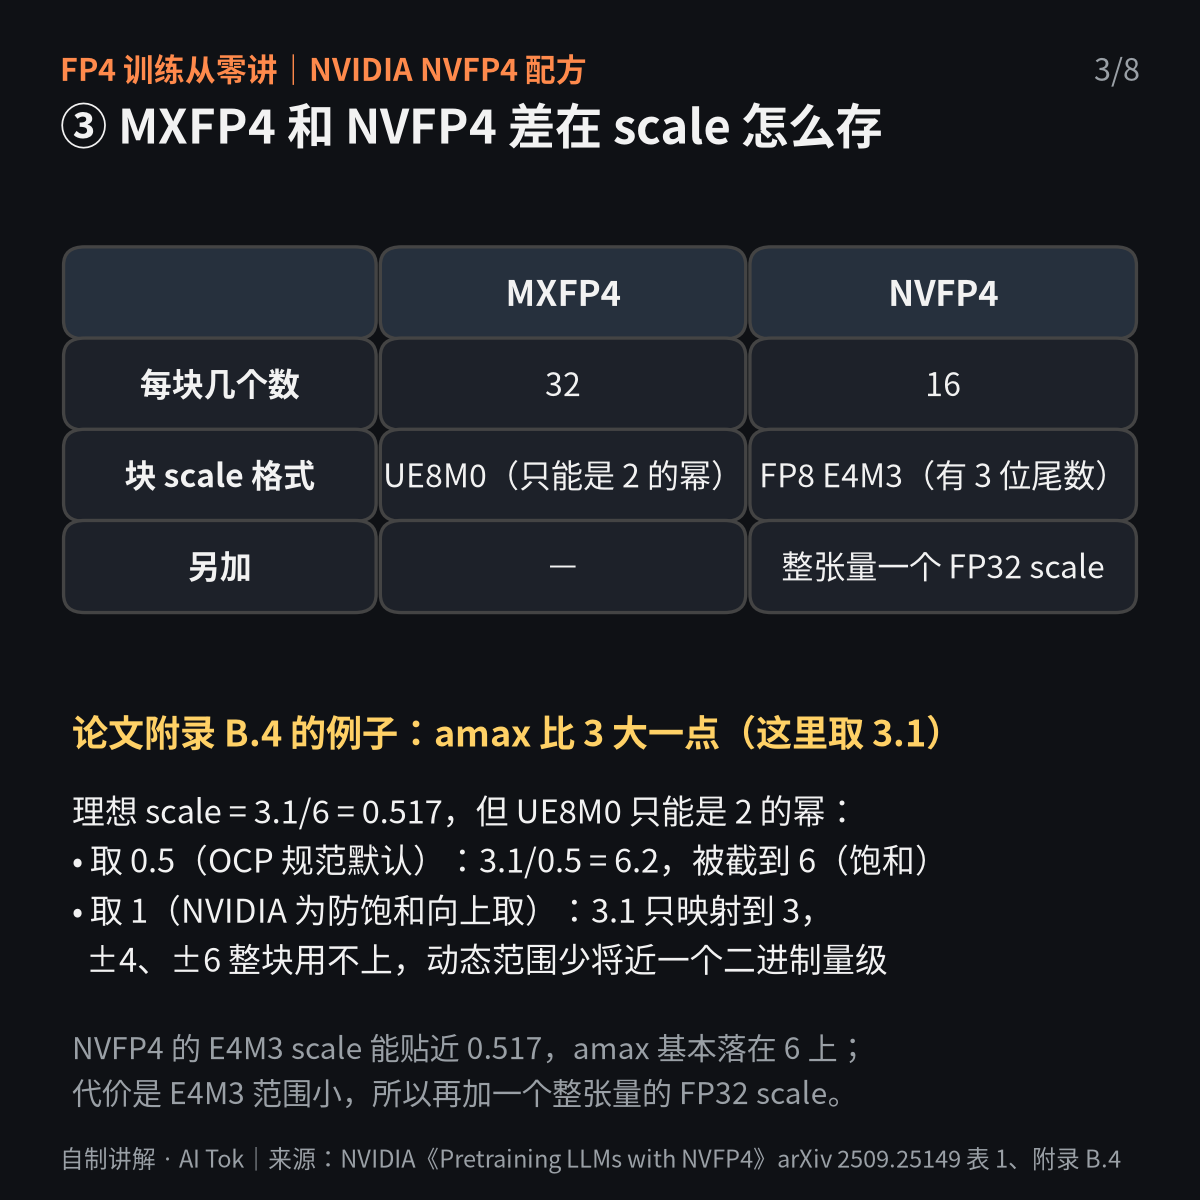 FP4 训练从零讲｜NVIDIA NVFP4 配方
3/8
③ MXFP4 和 NVFP4 差在 scale 怎么存
MXFP4
NVFP4
每块几个数
32
16
块 scale 格式
UE8M0（只能是 2 的幂）
FP8 E4M3（有 3 位尾数）
另加
—
整张量一个 FP32 scale
论文附录 B.4 的例子：amax 比 3 大一点（这里取 3.1）
理想 scale = 3.1/6 = 0.517，但 UE8M0 只能是 2 的幂：
• 取 0.5（OCP 规范默认）：3.1/0.5 = 6.2，被截到 6（饱和）
• 取 1（NVIDIA 为防饱和向上取）：3.1 只映射到 3，
±4、±6 整块用不上，动态范围少将近一个二进制量级
NVFP4 的 E4M3 scale 能贴近 0.517，amax 基本落在 6 上；
代价是 E4M3 范围小，所以再加一个整张量的 FP32 scale。
自制讲解 · AI Tok｜来源：NVIDIA《Pretraining LLMs with NVFP4》arXiv 2509.25149 表 1、附录 B.4